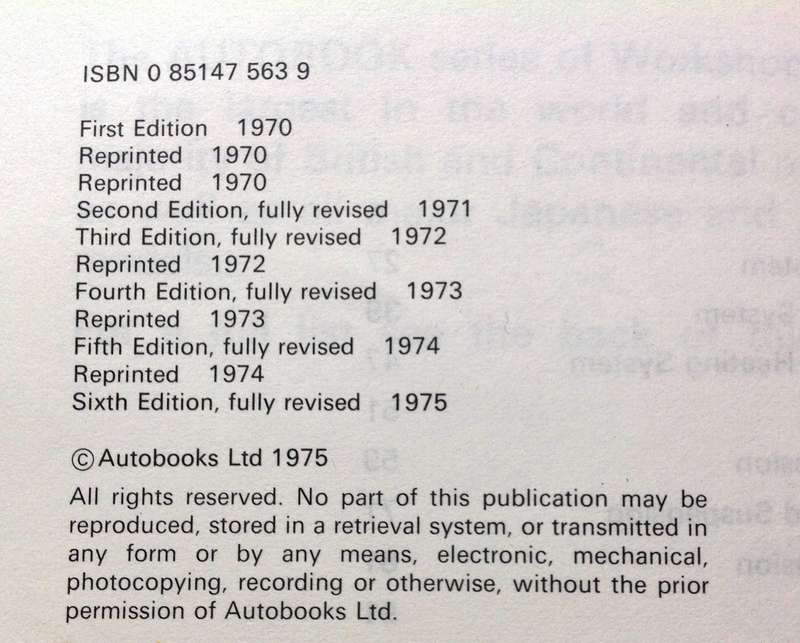 ISBN 0 85147 563 9
First Edition 1970
Reprinted 1970
Reprinted 1970
Second Edition, fully revised 1971
Third Edition, fully revised 1972
Reprinted 1972
Fourth Edition, fully revised 1973
Reprinted 1973
Fifth Edition, fully revised 1974
Reprinted 1974
Sixth Edition, fully revised 1975
©Autobooks Ltd 1975
All rights reserved. No part of this publication may be
reproduced, stored in a retrieval system, or transmitted in
any form or by any means, electronic, mechanical,
photocopying, recording or otherwise, without the prior
permission of Autobooks Ltd.